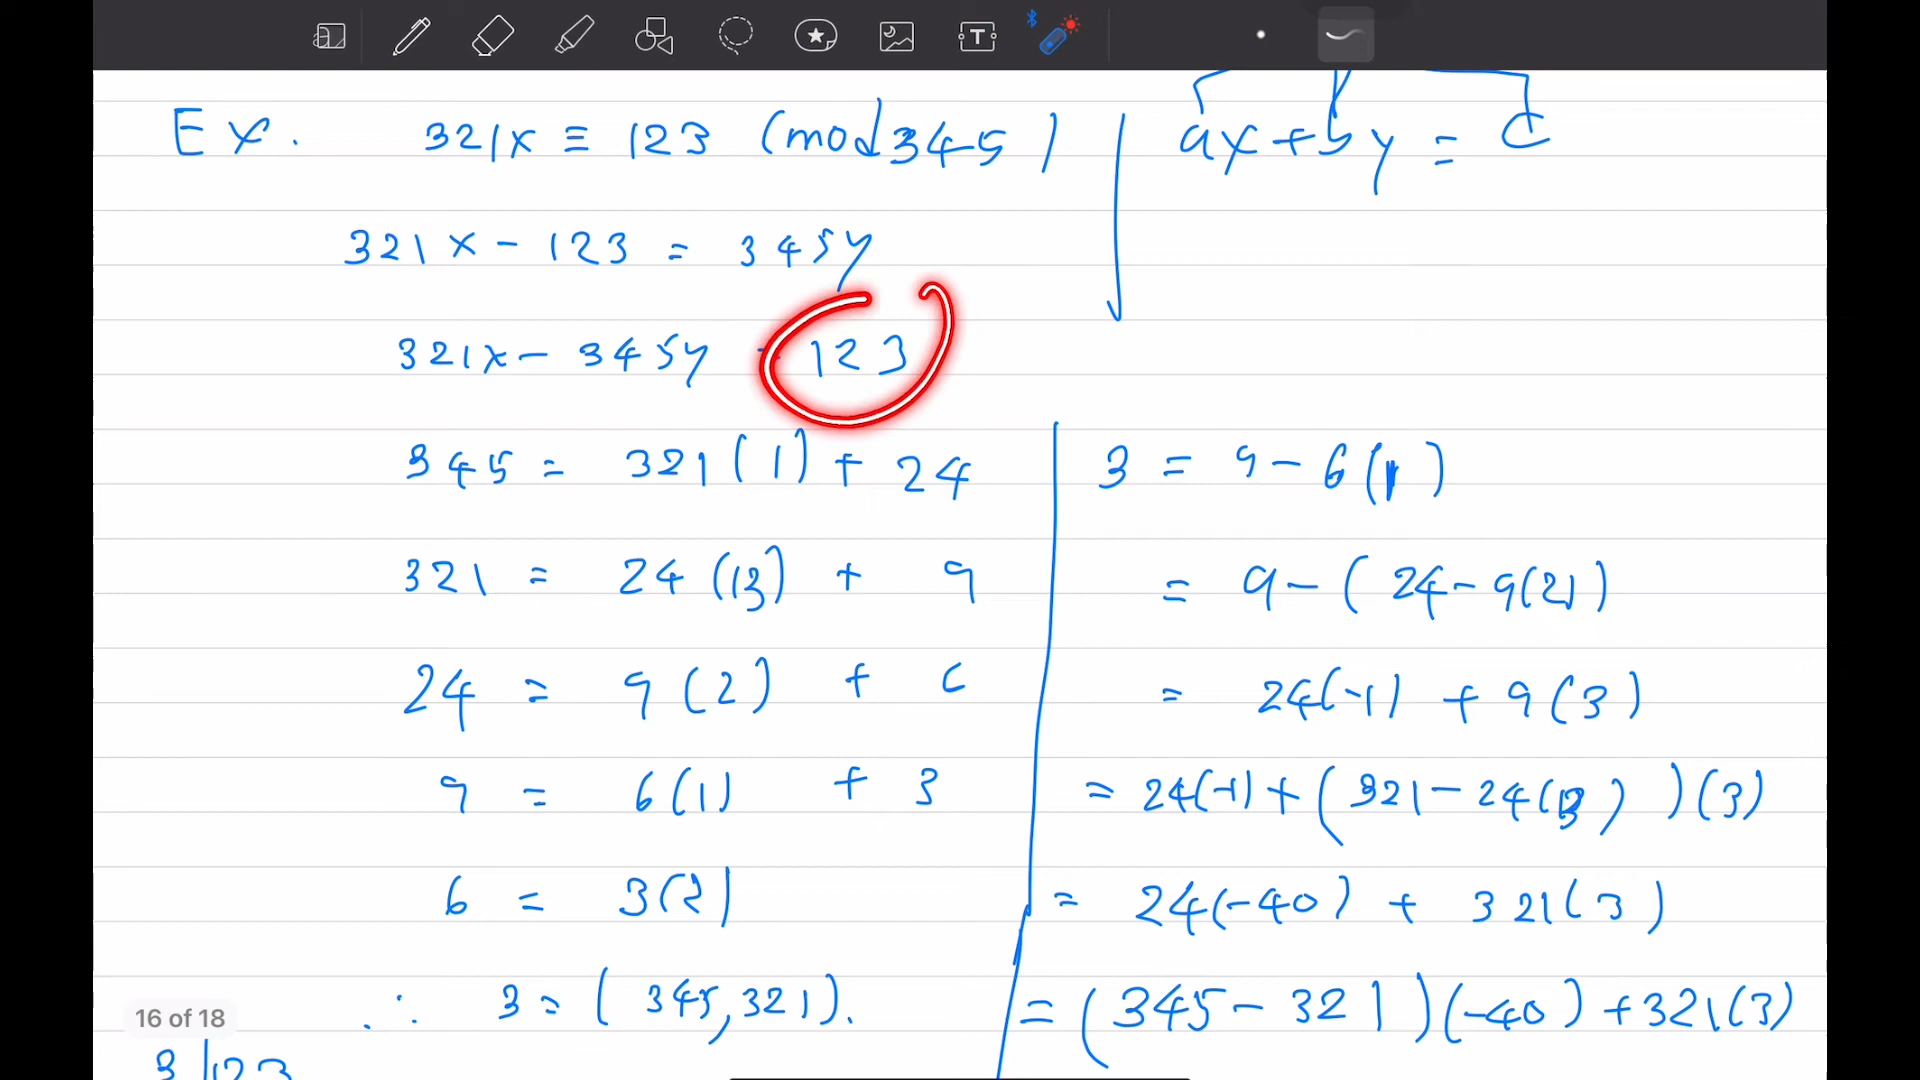 Ex. 321x ≡ 123 (mod 345)
ax + by = c
321x - 123 = 345y
321x - 345y = 123
345 = 321(1) + 24
321 = 24(13) + 9
24 = 9(2) + 6
9 = 6(1) + 3
6 = 3(2)
∴ 3 = (345, 321).
3 | 123
3 = 9 - 6(1)
= 9 - (24 - 9(2))
= 24(-1) + 9(3)
= 24(-1) + (321 - 24(13))(3)
= 24(-40) + 321(3)
= (345 - 321)(-40) + 321(3)
16 of 18